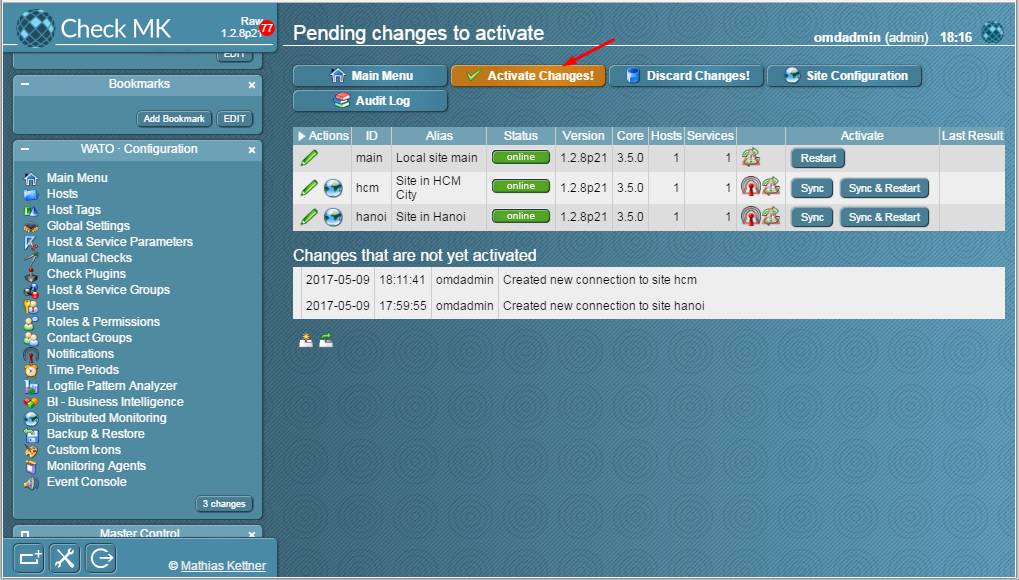 Check MK
Raw
1.2.8p21
77
EDIT
Bookmarks
Add Bookmark EDIT
WATO · Configuration
Main Menu
Hosts
Host Tags
Global Settings
Host & Service Parameters
Manual Checks
Check Plugins
Host & Service Groups
Users
Roles & Permissions
Contact Groups
Notifications
Time Periods
Logfile Pattern Analyzer
BI - Business Intelligence
Distributed Monitoring
Backup & Restore
Custom Icons
Monitoring Agents
Event Console
3 changes
Master Control
© Mathias Kettner
Pending changes to activate
omdadmin (admin) 18:16
Main Menu Activate Changes! Discard Changes! Site Configuration
Audit Log
Actions ID Alias Status Version Core Hosts Services Activate Last Result
main Local site main online 1.2.8p21 3.5.0 1 1 Restart
hcm Site in HCM City online 1.2.8p21 3.5.0 1 1 Sync Sync & Restart
hanoi Site in Hanoi online 1.2.8p21 3.5.0 1 1 Sync Sync & Restart
Changes that are not yet activated
2017-05-09 18:11:41 omdadmin Created new connection to site hcm
2017-05-09 17:59:55 omdadmin Created new connection to site hanoi